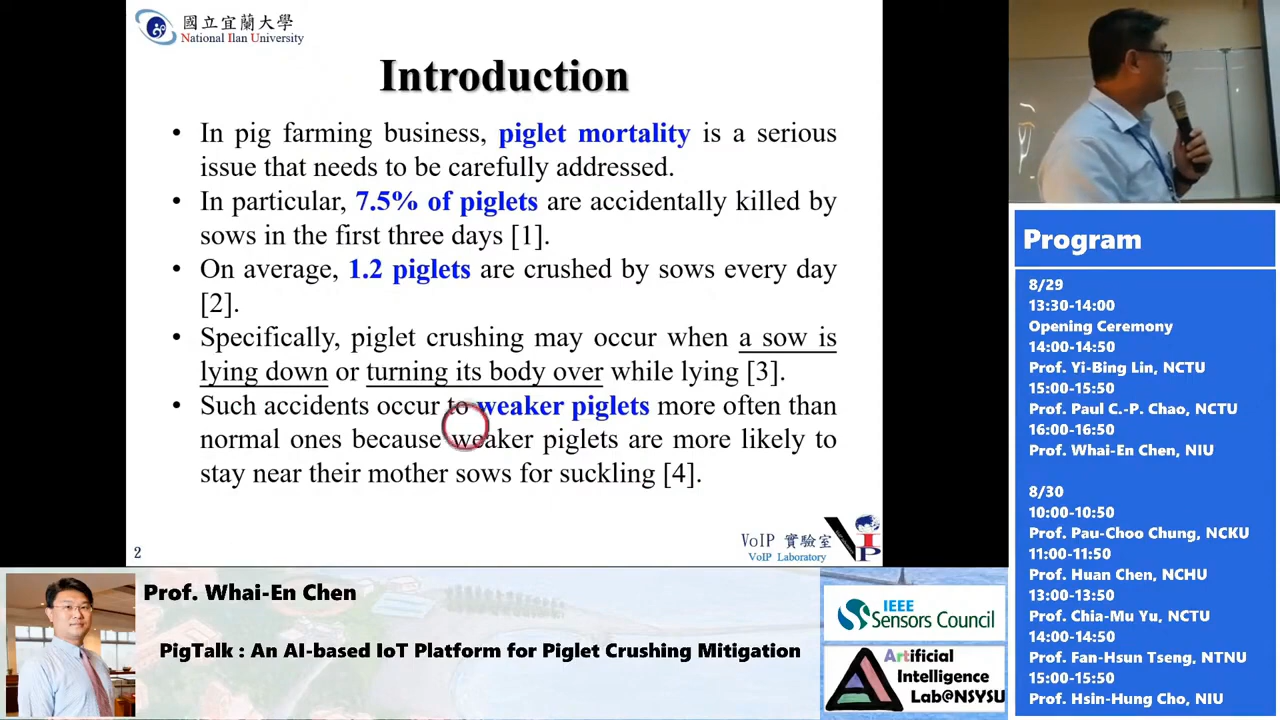 國立宜蘭大學
National Ilan University
Introduction
• In pig farming business, piglet mortality is a serious
issue that needs to be carefully addressed.
• In particular, 7.5% of piglets are accidentally killed by
sows in the first three days [1].
• On average, 1.2 piglets are crushed by sows every day
[2].
• Specifically, piglet crushing may occur when a sow is
lying down or turning its body over while lying [3].
• Such accidents occur to weaker piglets more often than
normal ones because weaker piglets are more likely to
stay near their mother sows for suckling [4].
2
VoIP 實驗室
VoIP Laboratory
VIP
Program
8/29
13:30-14:00
Opening Ceremony
14:00-14:50
Prof. Yi-Bing Lin, NCTU
15:00-15:50
Prof. Paul C.-P. Chao, NCTU
16:00-16:50
Prof. Whai-En Chen, NIU
8/30
10:00-10:50
Prof. Pau-Choo Chung, NCKU
11:00-11:50
Prof. Huan Chen, NCHU
13:00-13:50
Prof. Chia-Mu Yu, NCTU
14:00-14:50
Prof. Fan-Hsun Tseng, NTNU
15:00-15:50
Prof. Hsin-Hung Cho, NIU
Prof. Whai-En Chen
PigTalk : An AI-based IoT Platform for Piglet Crushing Mitigation
IEEE
Sensors Council
Artificial
Intelligence
Lab@NSYSU